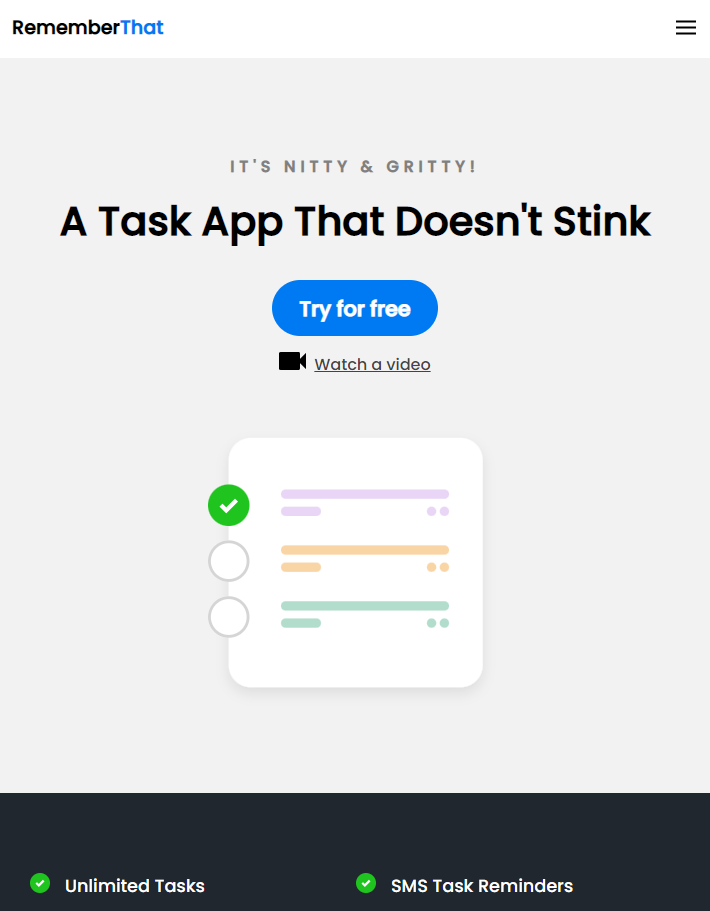 RememberThat
IT'S NITTY & GRITTY!
A Task App That Doesn't Stink
Try for free
Watch a video
Unlimited Tasks
SMS Task Reminders